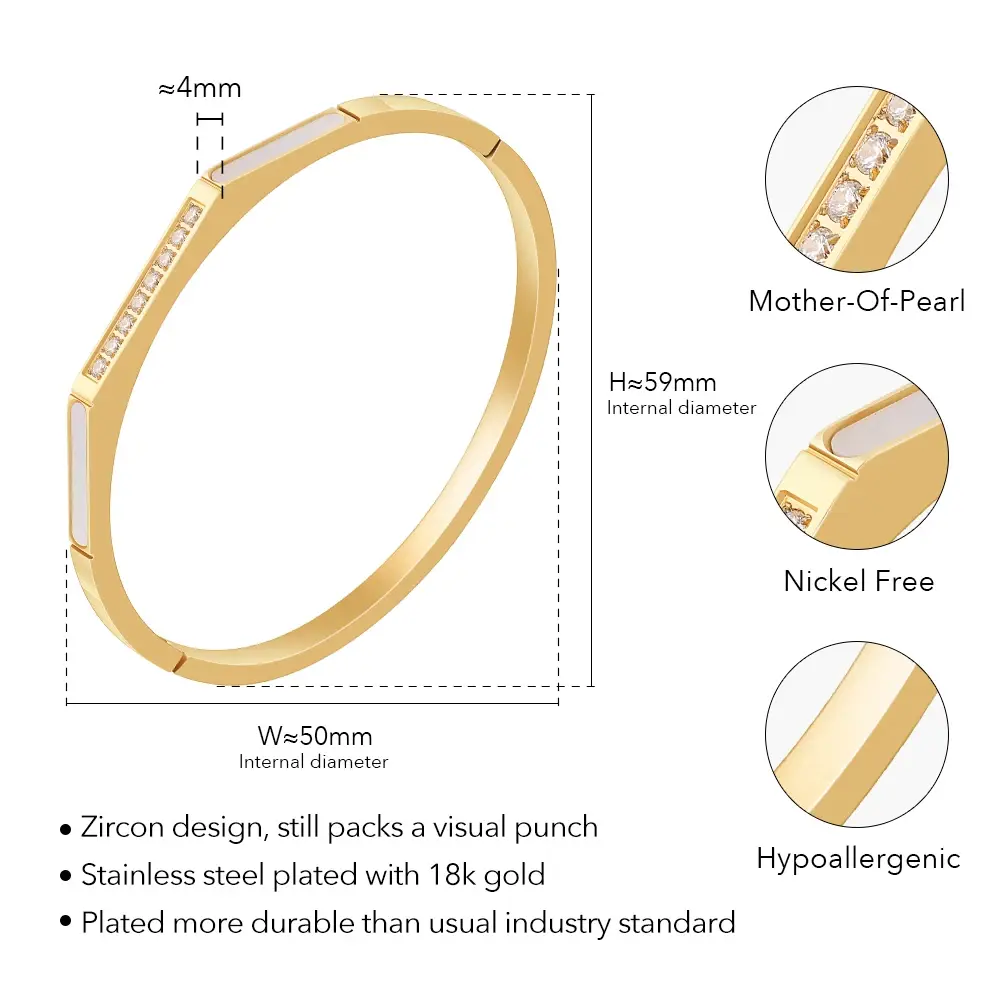 ≈4mm
Mother-Of-Pearl
H≈59mm
Internal diameter
Nickel Free
W≈50mm
Internal diameter
Hypoallergenic
• Zircon design, still packs a visual punch
• Stainless steel plated with 18k gold
• Plated more durable than usual industry standard